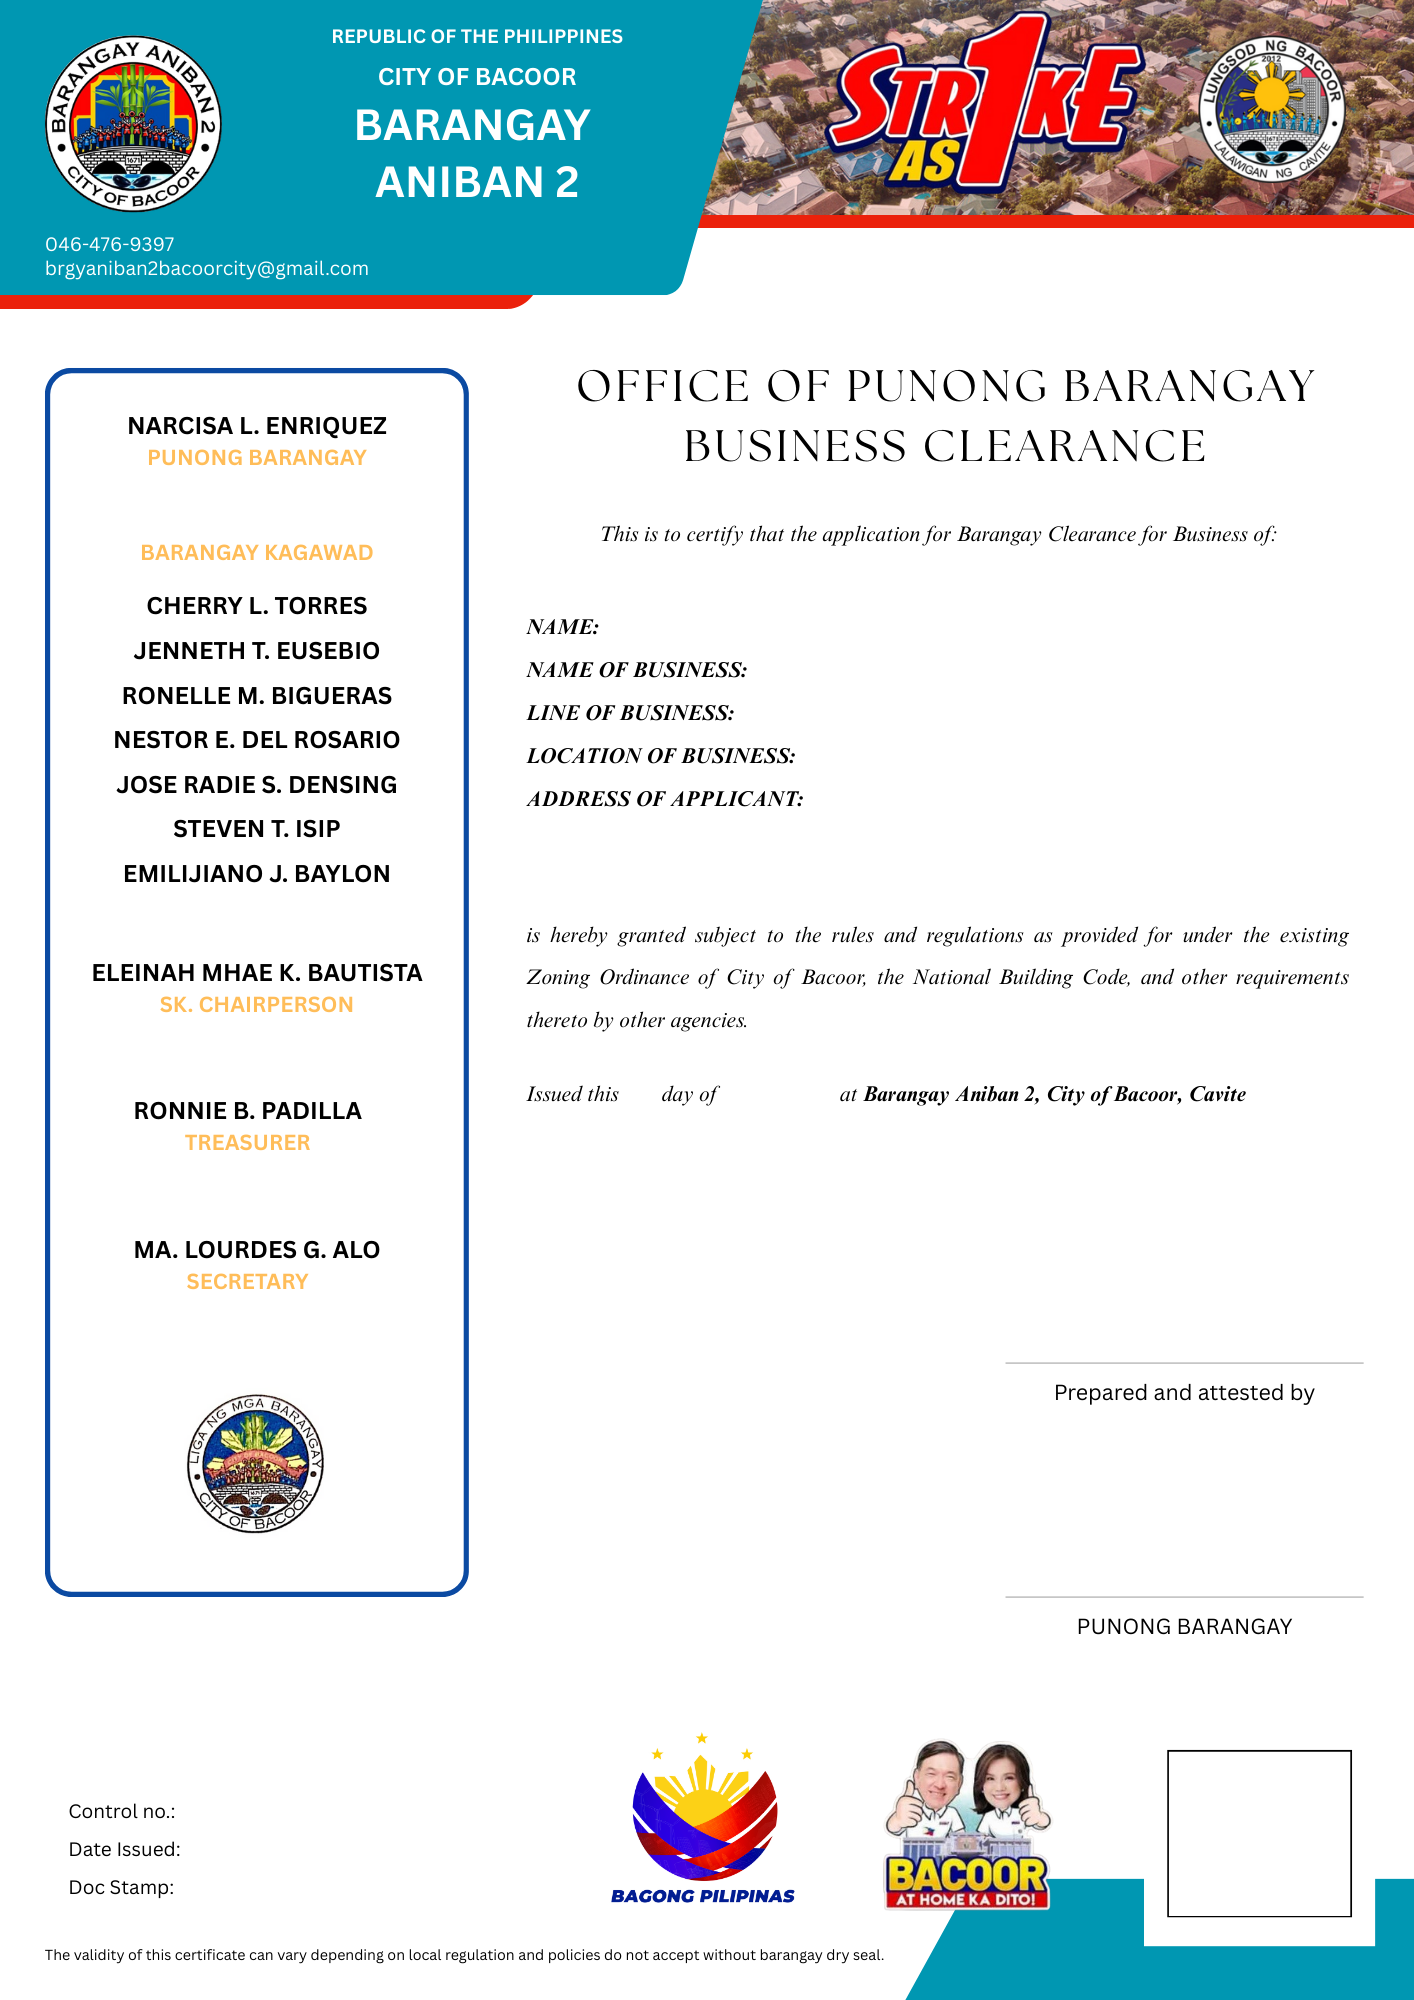 BARANGAY ANIBAN 2
1671
CITY OF BACOOR
REPUBLIC OF THE PHILIPPINES
CITY OF BACOOR
BARANGAY
ANIBAN 2
046-476-9397
brgyaniban2bacoorcity@gmail.com
STR1KE
AS
LUNGSOD NG BACOOR
2012
1671
LALAWIGAN NG CAVITE
OFFICE OF PUNONG BARANGAY
BUSINESS CLEARANCE
NARCISA L. ENRIQUEZ
PUNONG BARANGAY
BARANGAY KAGAWAD
CHERRY L. TORRES
JENNETH T. EUSEBIO
RONELLE M. BIGUERAS
NESTOR E. DEL ROSARIO
JOSE RADIE S. DENSING
STEVEN T. ISIP
EMILIJIANO J. BAYLON
ELEINAH MHAE K. BAUTISTA
SK. CHAIRPERSON
RONNIE B. PADILLA
TREASURER
MA. LOURDES G. ALO
SECRETARY
LIGA NG MGA BARANGAY
1671
CITY OF BACOOR
This is to certify that the application for Barangay Clearance for Business of:
NAME:
NAME OF BUSINESS:
LINE OF BUSINESS:
LOCATION OF BUSINESS:
ADDRESS OF APPLICANT:
is hereby granted subject to the rules and regulations as provided for under the existing
Zoning Ordinance of City of Bacoor, the National Building Code, and other requirements
thereto by other agencies.
Issued this day of at Barangay Aniban 2, City of Bacoor, Cavite
Prepared and attested by
PUNONG BARANGAY
Control no.:
Date Issued:
Doc Stamp:
BAGONG PILIPINAS
BACOOR
AT HOME KA DITO!
The validity of this certificate can vary depending on local regulation and policies do not accept without barangay dry seal.